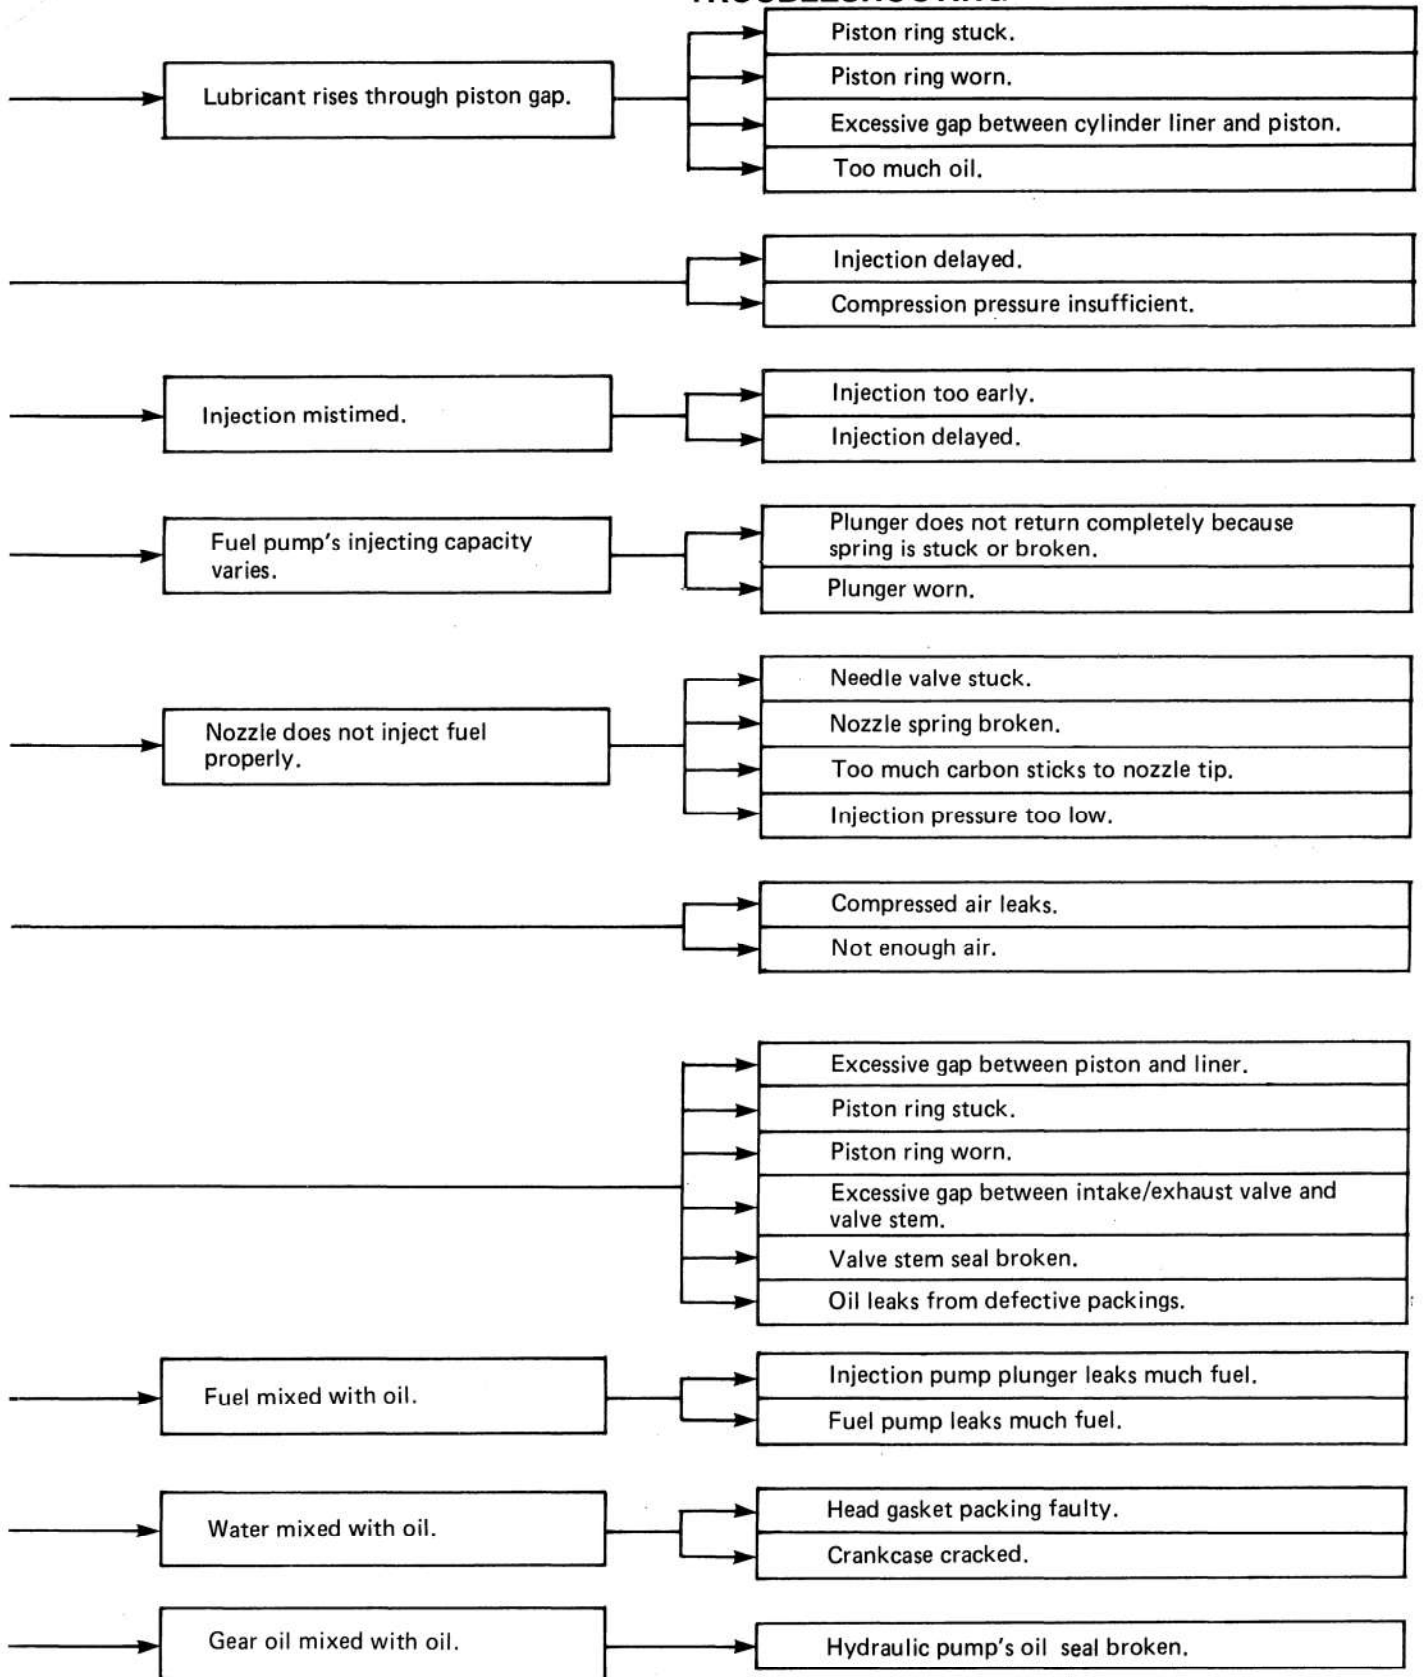 TROUBLESHOOTING
Lubricant rises through piston gap.
Piston ring stuck.
Piston ring worn.
Excessive gap between cylinder liner and piston.
Too much oil.
Injection delayed.
Compression pressure insufficient.
Injection mistimed.
Injection too early.
Injection delayed.
Fuel pump's injecting capacity
varies.
Plunger does not return completely because
spring is stuck or broken.
Plunger worn.
Nozzle does not inject fuel
properly.
Needle valve stuck.
Nozzle spring broken.
Too much carbon sticks to nozzle tip.
Injection pressure too low.
Compressed air leaks.
Not enough air.
Excessive gap between piston and liner.
Piston ring stuck.
Piston ring worn.
Excessive gap between intake/exhaust valve and
valve stem.
Valve stem seal broken.
Oil leaks from defective packings.
Fuel mixed with oil.
Injection pump plunger leaks much fuel.
Fuel pump leaks much fuel.
Water mixed with oil.
Head gasket packing faulty.
Crankcase cracked.
Gear oil mixed with oil.
Hydraulic pump's oil seal broken.